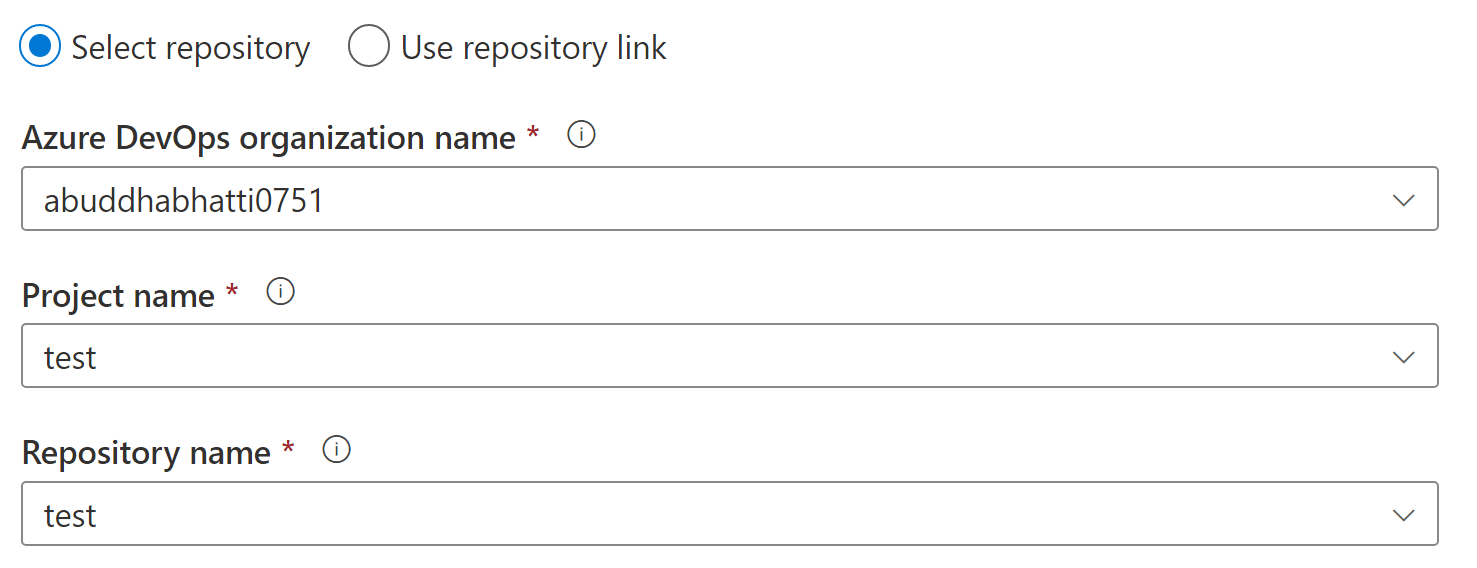 Select repository Use repository link
Azure DevOps organization name *
abuddhabhatti0751
Project name *
test
Repository name *
test